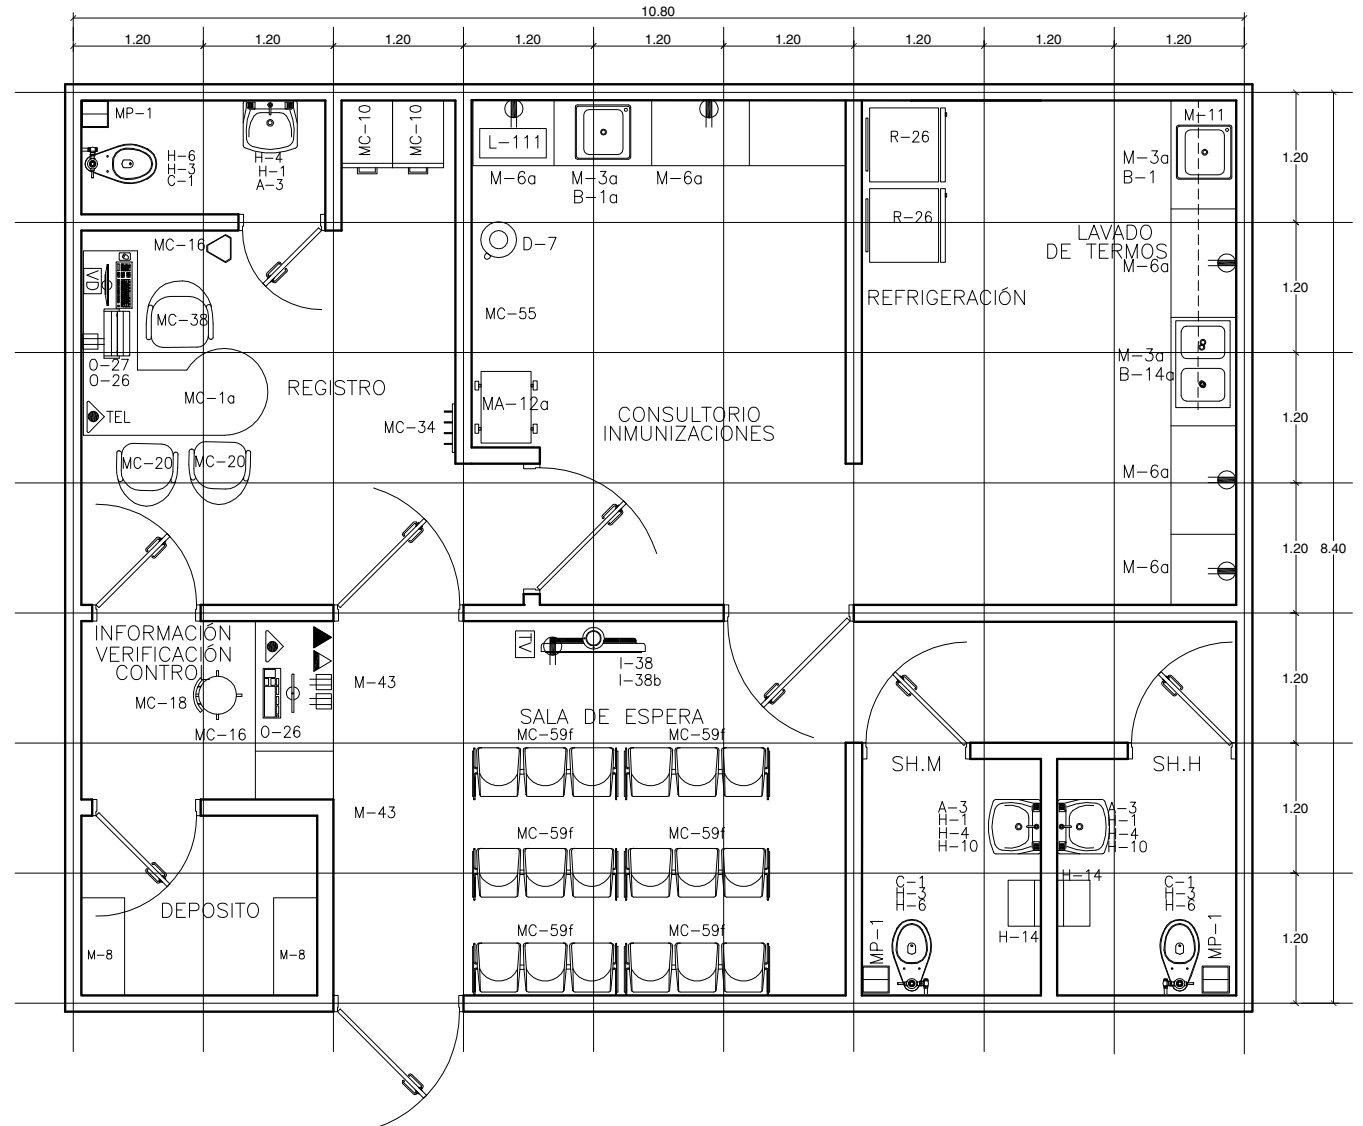 10.80
1.20 1.20 1.20 1.20 1.20 1.20 1.20 1.20 1.20
MP-1
H-6
H-3
C-1
H-4
H-1
A-3
MC-10
MC-10
L-111
M-6a
M-3a
B-1a
M-6a
R-26
R-26
M-11
M-3a
B-1
1.20
MC-16
D-7
LAVADO
DE TERMOS
M-6a
VD
MC-38
MC-55
REFRIGERACIÓN
1.20
O-27
O-26
MC-1a
REGISTRO
TEL
MC-34
MA-12a
CONSULTORIO
INMUNIZACIONES
M-3a
B-14a
1.20
MC-20
MC-20
M-6a
M-6a
1.20
8.40
INFORMACIÓN
VERIFICACIÓN
CONTROL
MC-18
MC-16
O-26
M-43
TV
I-38
I-38b
SALA DE ESPERA
1.20
MC-59f
MC-59f
SH.M
SH.H
M-43
MC-59f
MC-59f
A-3
H-1
H-4
H-10
A-3
H-1
H-4
H-10
1.20
H-14
H-14
C-1
H-3
H-6
C-1
H-3
H-6
DEPOSITO
MC-59f
MC-59f
MP-1
MP-1
1.20
M-8
M-8